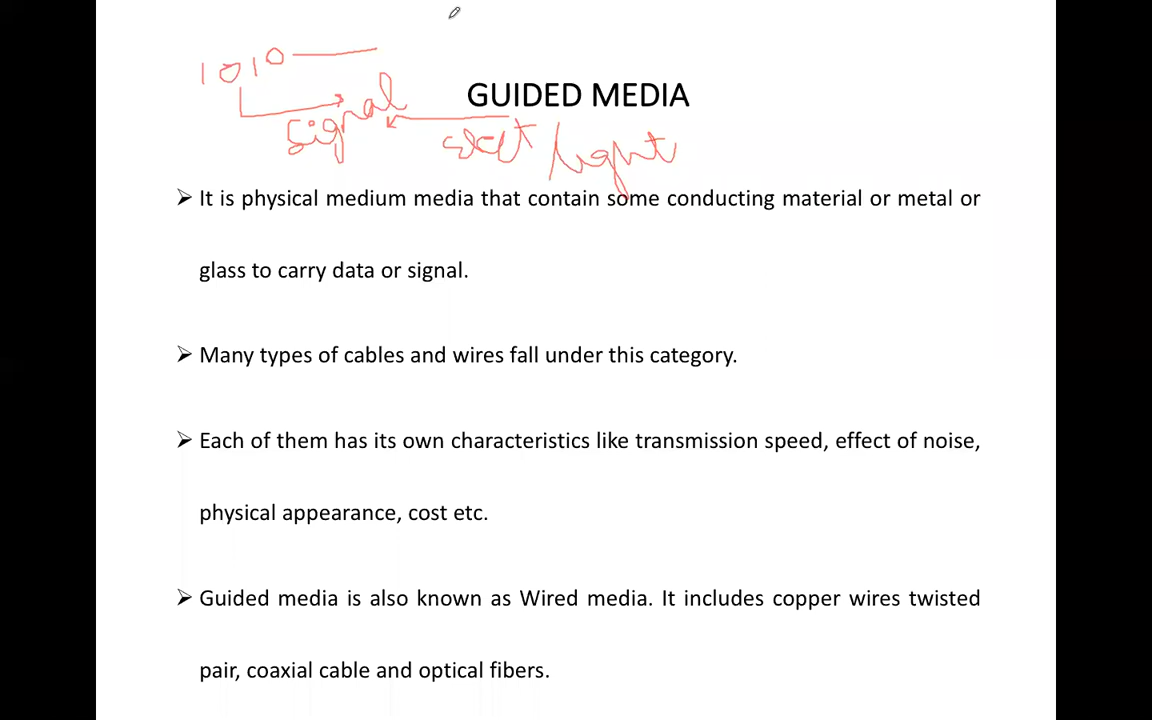 1010
GUIDED MEDIA
signal
elect light
➢ It is physical medium media that contain some conducting material or metal or
glass to carry data or signal.
➢ Many types of cables and wires fall under this category.
➢ Each of them has its own characteristics like transmission speed, effect of noise,
physical appearance, cost etc.
➢ Guided media is also known as Wired media. It includes copper wires twisted
pair, coaxial cable and optical fibers.